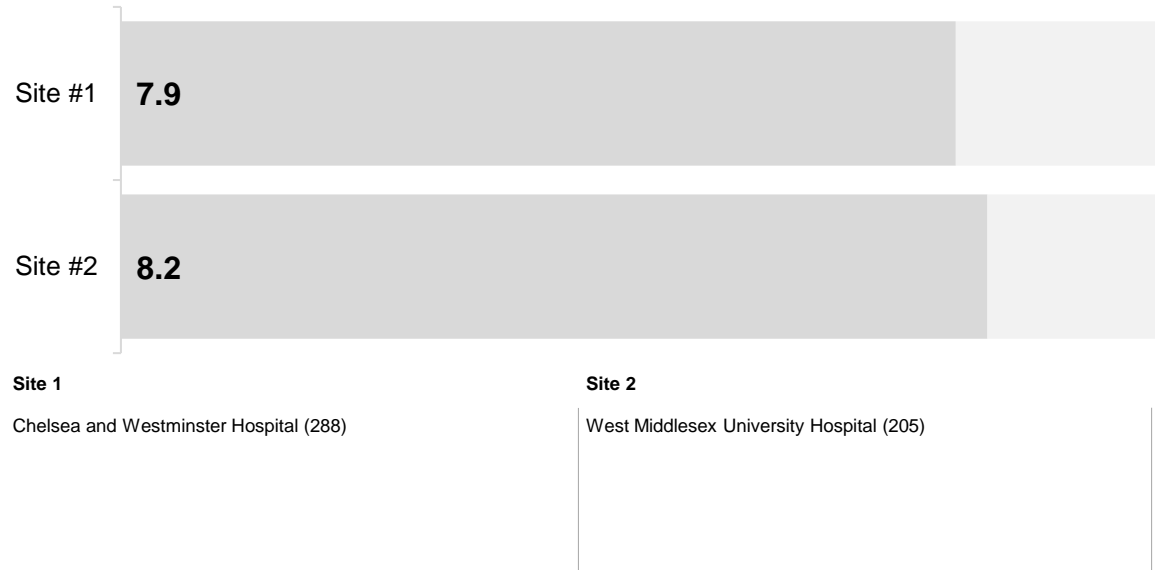 Site #1
7.9
Site #2
8.2
Site 1
Site 2
Chelsea and Westminster Hospital (288)
West Middlesex University Hospital (205)